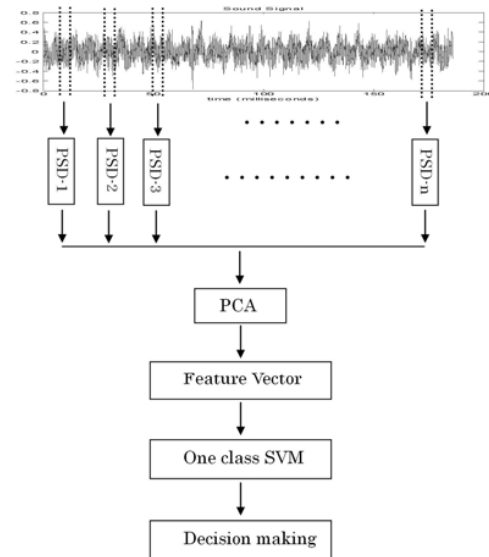 Sound Signal
0.8
0.6
0.4
0.2
0
-0.2
-0.4
-0.6
-0.8
0 50 100 150 200
time (milliseconds)
PSD-1
PSD-2
PSD-3
PSD-n
PCA
Feature Vector
One class SVM
Decision making